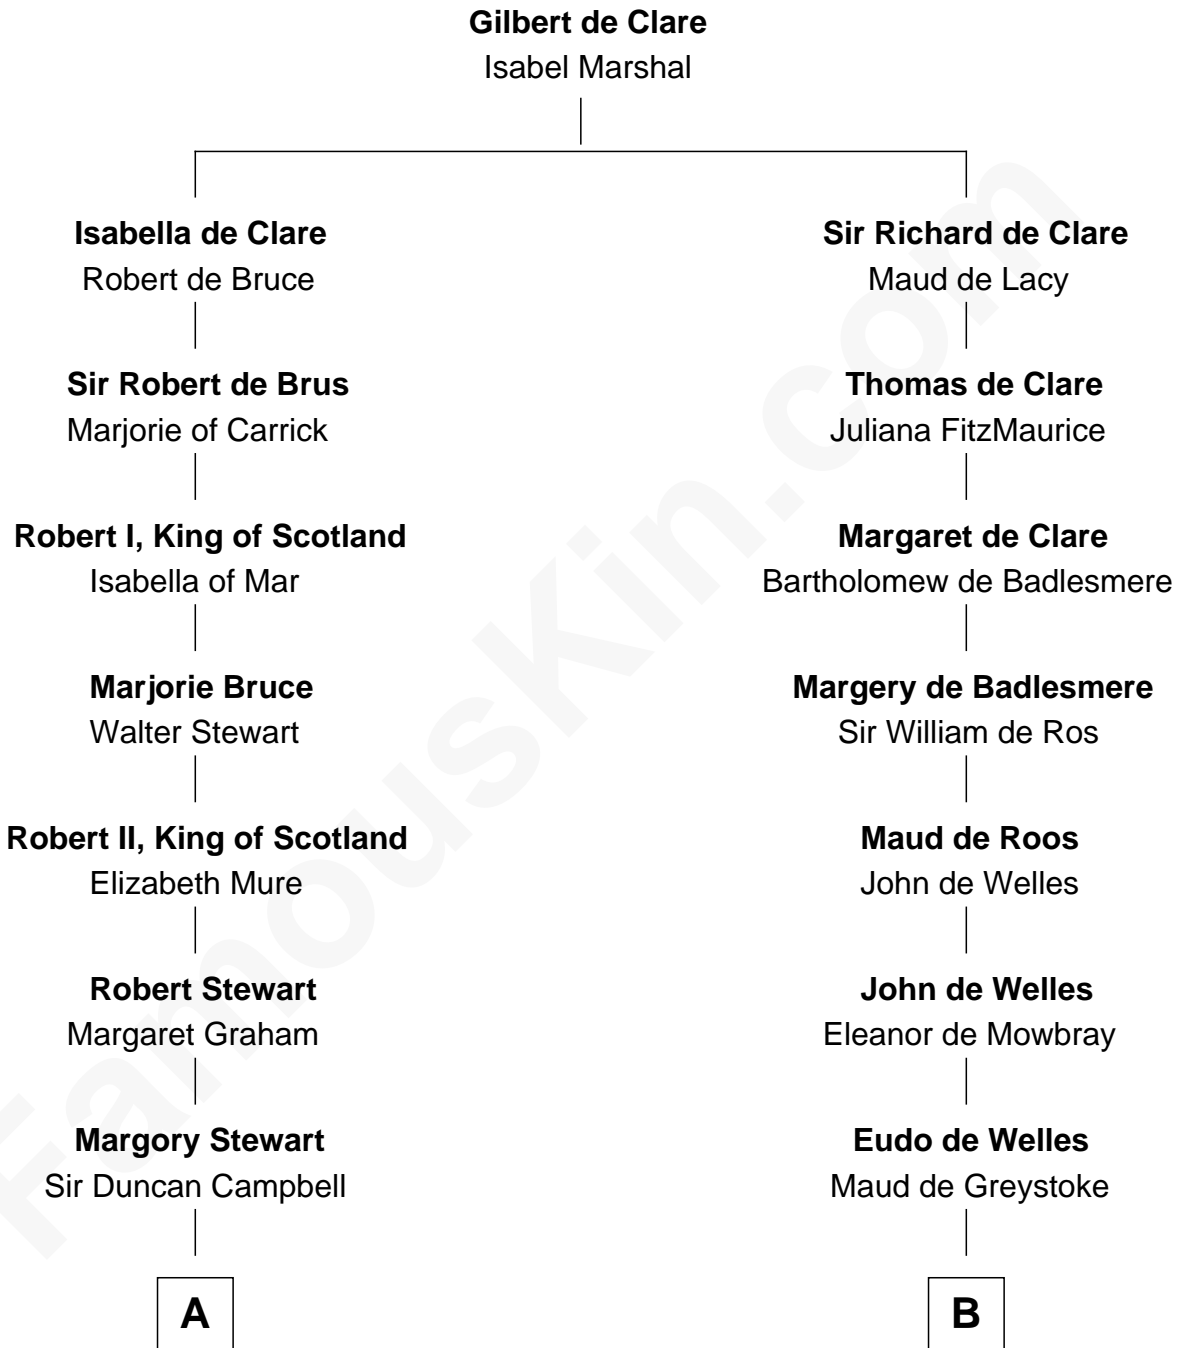 Gilbert de Clare
Isabel Marshal
Isabella de Clare
Robert de Bruce
Sir Robert de Brus
Marjorie of Carrick
Robert I, King of Scotland
Isabella of Mar
Marjorie Bruce
Walter Stewart
Robert II, King of Scotland
Elizabeth Mure
Robert Stewart
Margaret Graham
Margory Stewart
Sir Duncan Campbell
A
Sir Richard de Clare
Maud de Lacy
Thomas de Clare
Juliana FitzMaurice
Margaret de Clare
Bartholomew de Badlesmere
Margery de Badlesmere
Sir William de Ros
Maud de Roos
John de Welles
John de Welles
Eleanor de Mowbray
Eudo de Welles
Maud de Greystoke
B
FamousKin.com